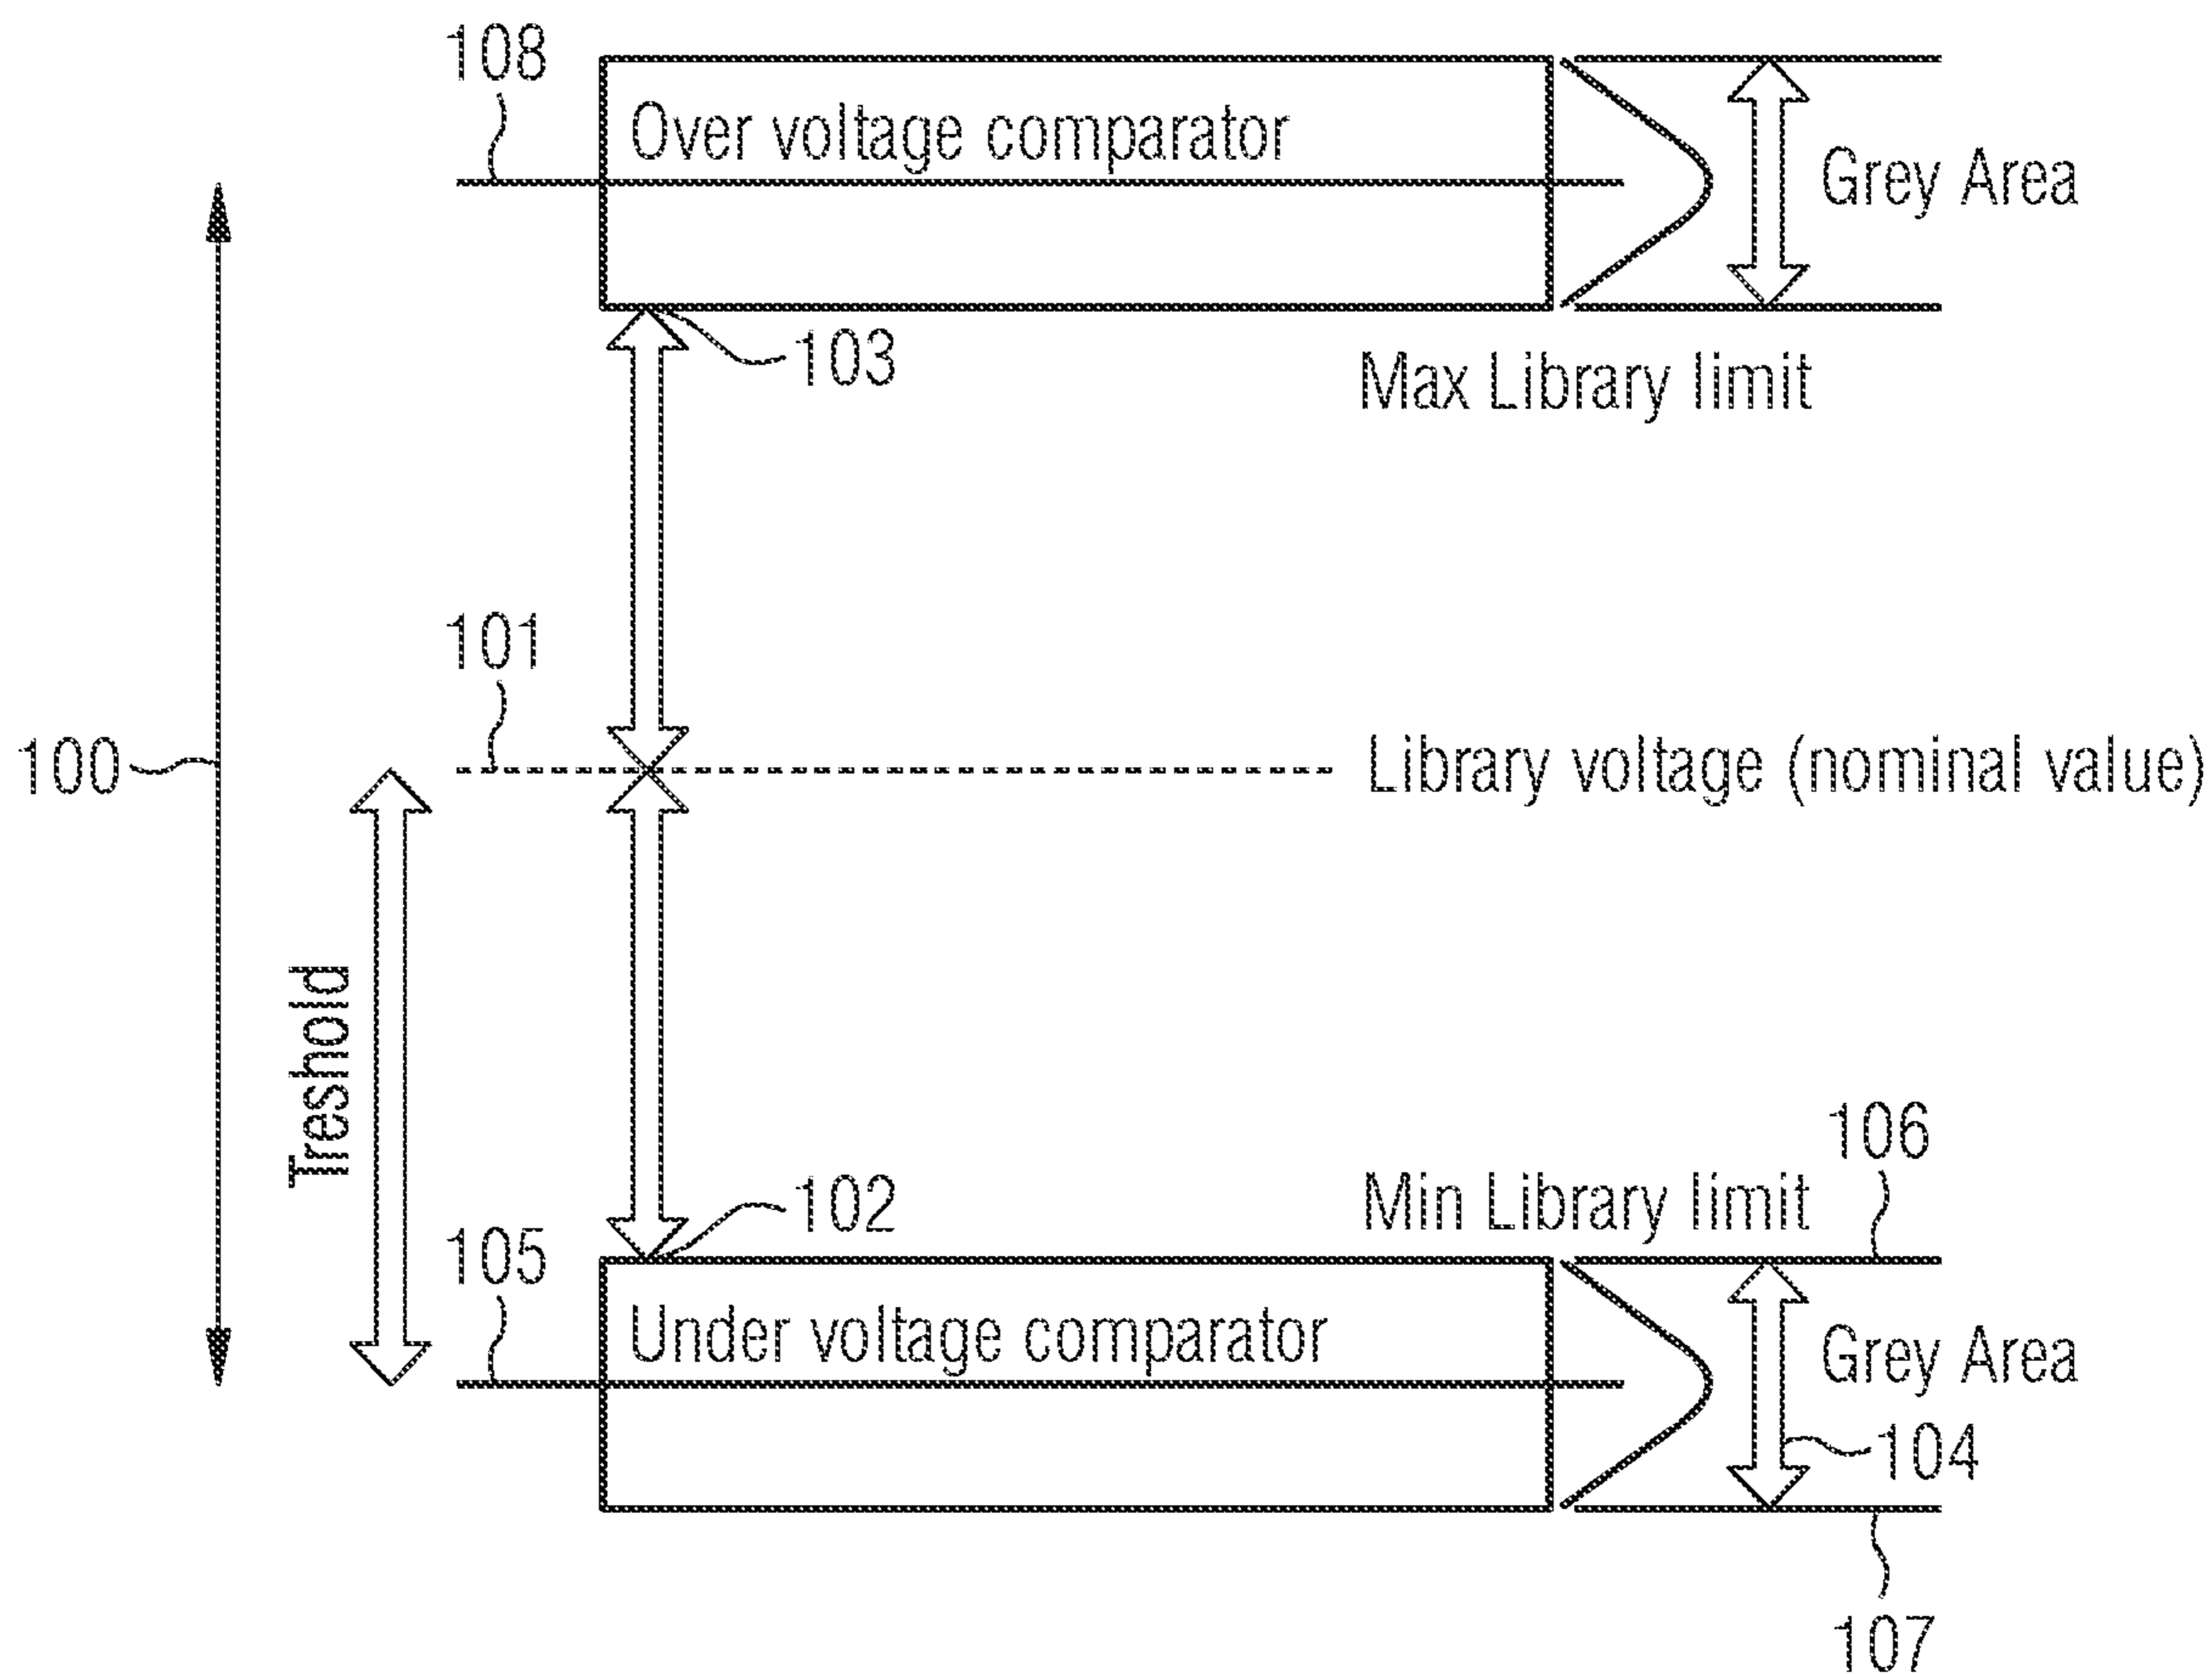 108
Over voltage comparator
Grey Area
103
Max Library limit
101
100
Library voltage (nominal value)
Treshold
106
102
Min Library limit
105
Under voltage comparator
Grey Area
104
107